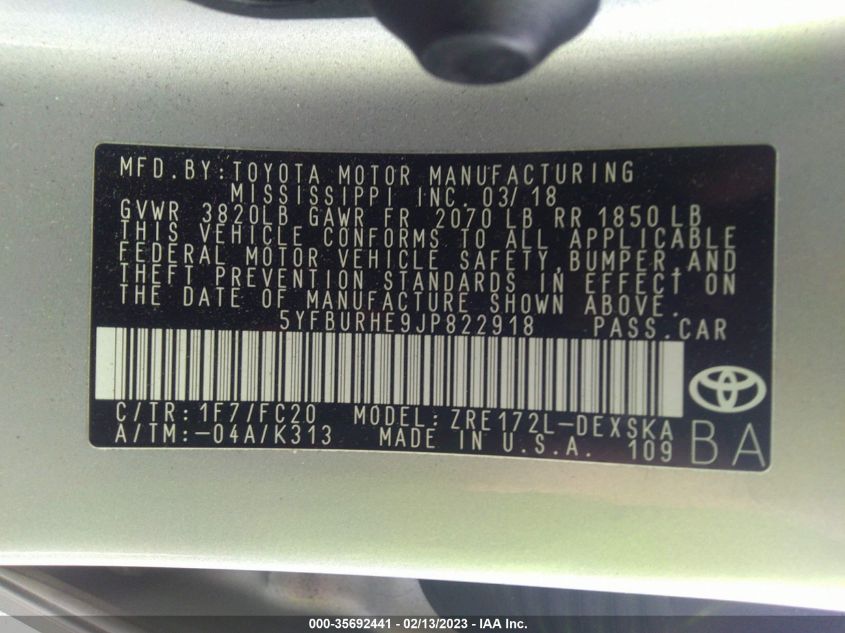 MFD. BY: TOYOTA MOTOR MANUFACTURING
MISSISSIPPI INC. 03/18
GVWR 3820LB GAWR FR 2070 LB RR 1850 LB
THIS VEHICLE CONFORMS TO ALL APPLICABLE
FEDERAL MOTOR VEHICLE SAFETY, BUMPER, AND
THEFT PREVENTION STANDARDS IN EFFECT ON
THE DATE OF MANUFACTURE SHOWN ABOVE.
5YFBURHE9JP822918 PASS. CAR
C/TR: 1F7/FC20 MODEL: ZRE172L-DEXSKA
A/TM: -04A/K313 MADE IN U.S.A. 109
BA
000-35692441 - 02/13/2023 - IAA Inc.